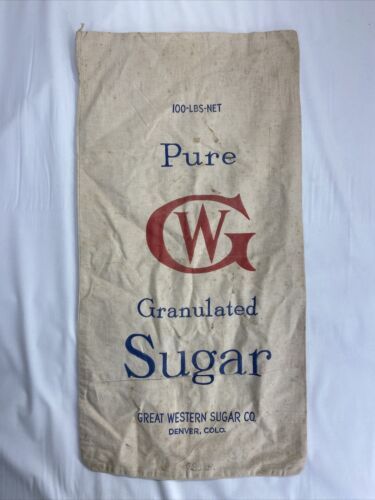 100-LBS-NET
Pure
GW
Granulated
Sugar
GREAT WESTERN SUGAR CO.
DENVER, COLO.